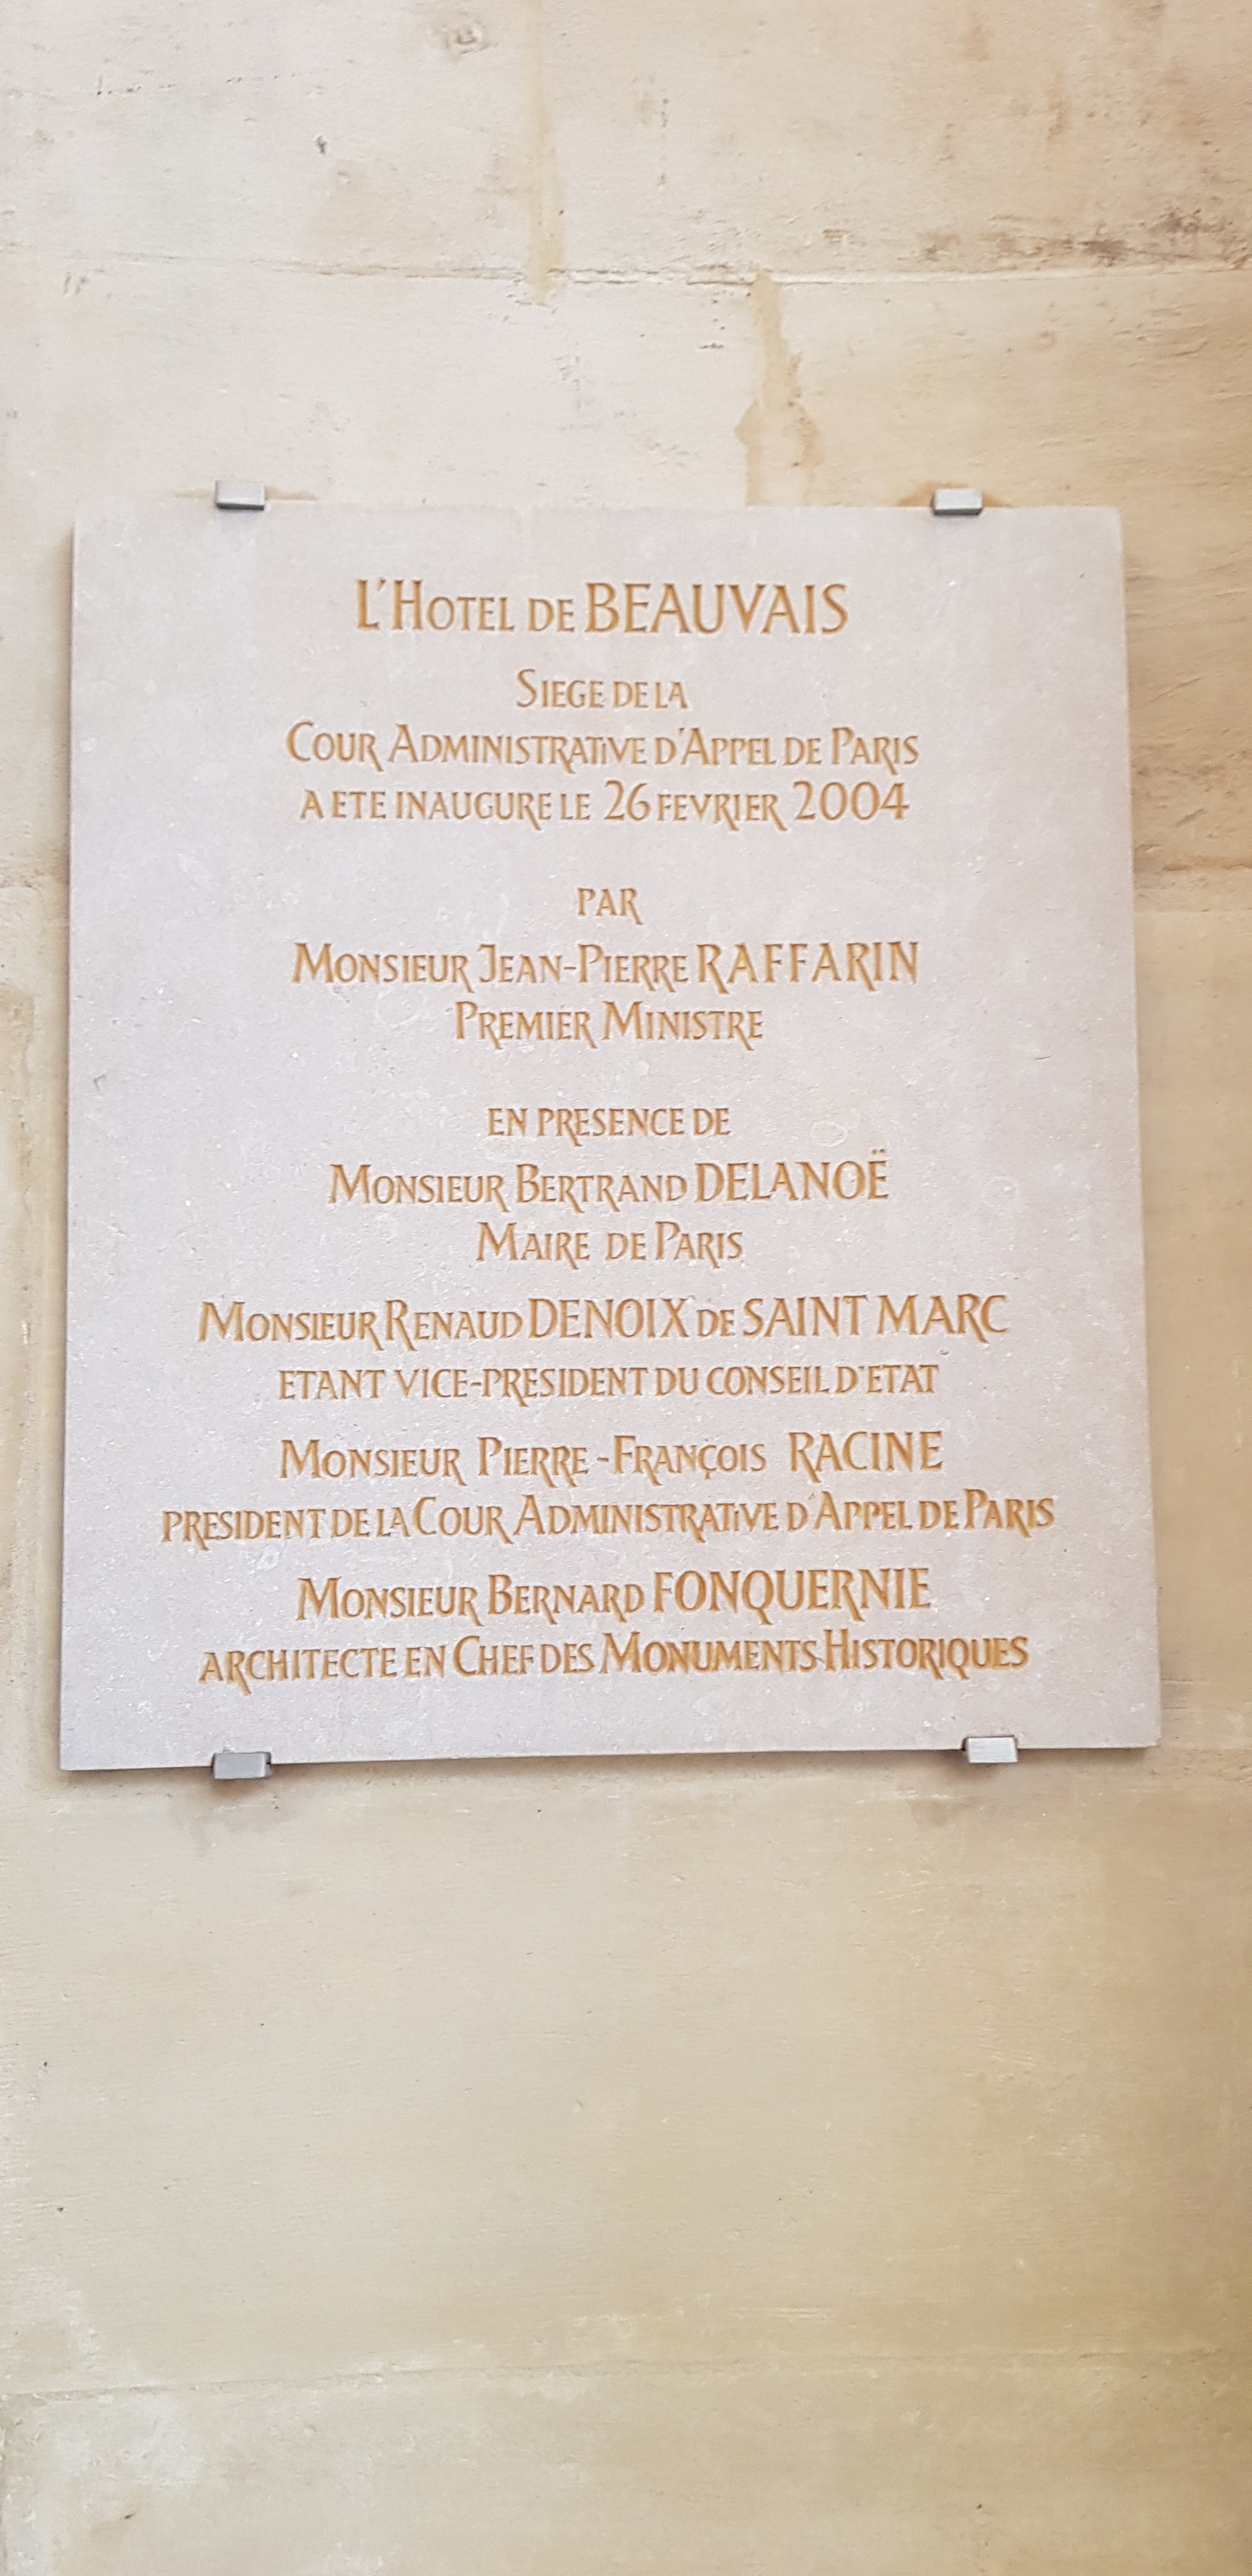 L'HOTEL DE BEAUVAIS
SIEGE DE LA
COUR ADMINISTRATIVE D'APPEL DE PARIS
A ETE INAUGURE LE 26 FEVRIER 2004
PAR
MONSIEUR JEAN-PIERRE RAFFARIN
PREMIER MINISTRE
EN PRESENCE DE
MONSIEUR BERTRAND DELANOË
MAIRE DE PARIS
MONSIEUR RENAUD DENOIX DE SAINT MARC
ETANT VICE-PRESIDENT DU CONSEIL D'ETAT
MONSIEUR PIERRE-FRANÇOIS RACINE
PRESIDENT DE LA COUR ADMINISTRATIVE D'APPEL DE PARIS
MONSIEUR BERNARD FONQUERNIE
ARCHITECTE EN CHEF DES MONUMENTS HISTORIQUES